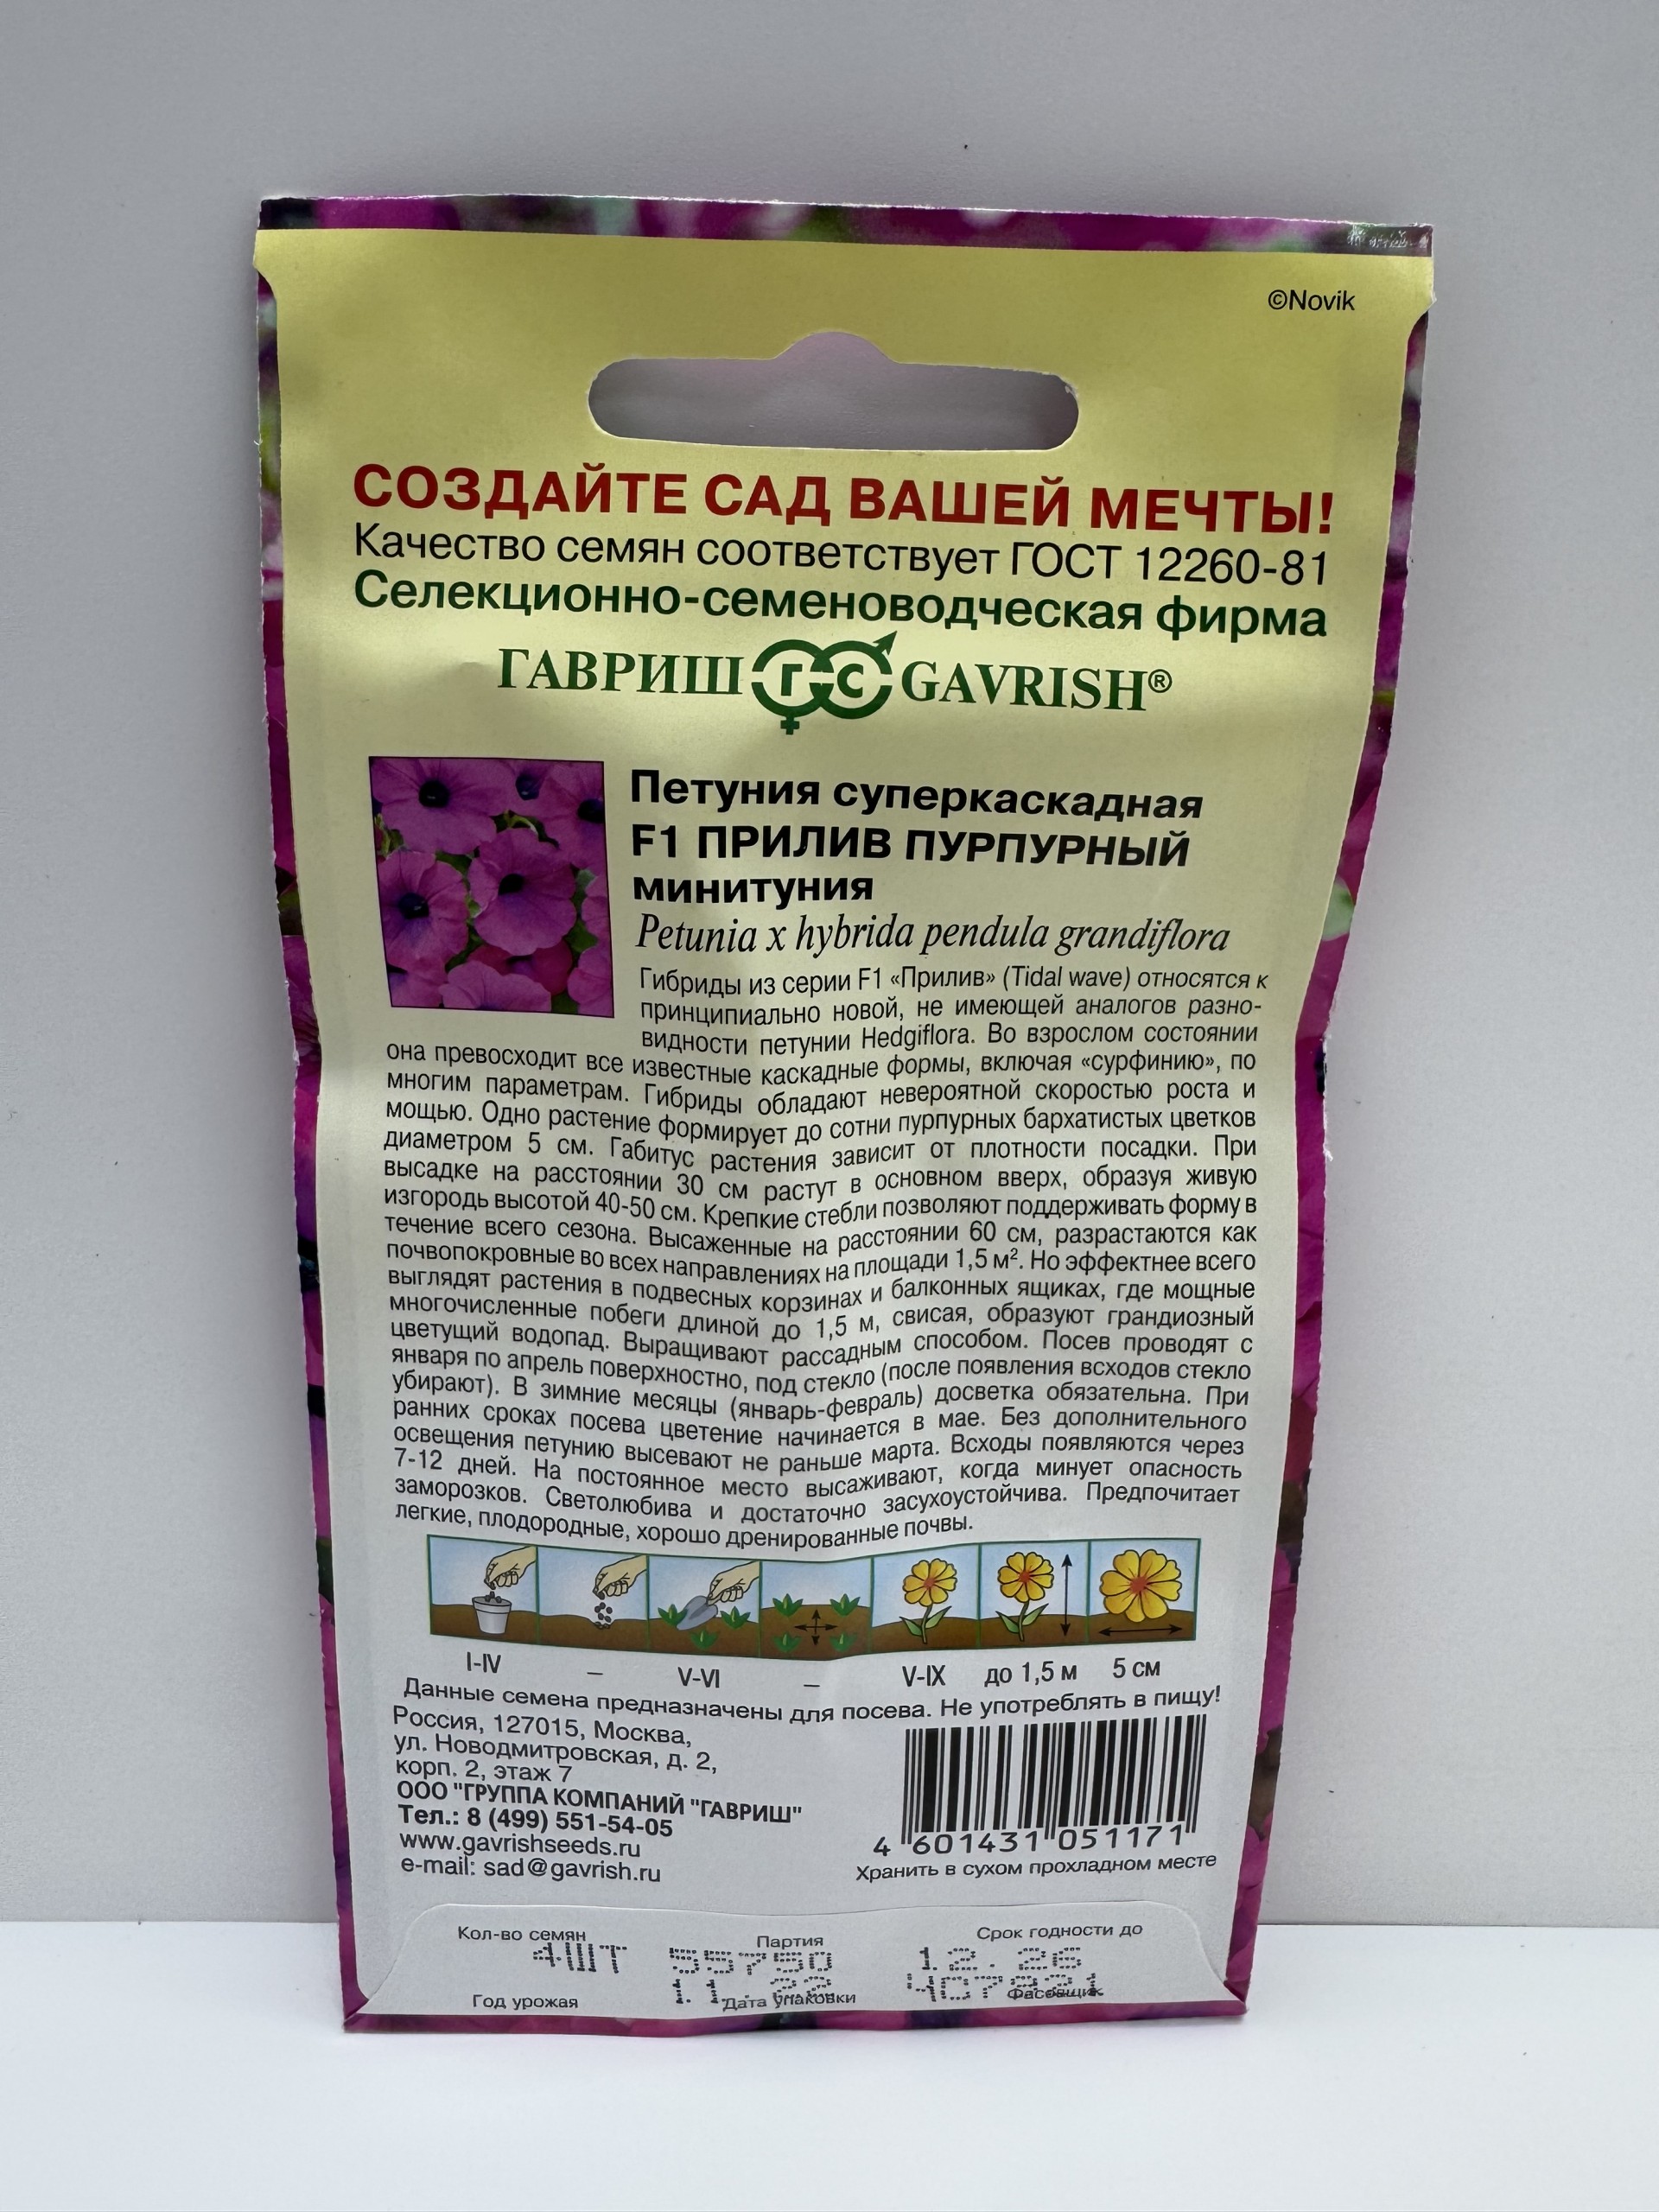 ©Novik
СОЗДАЙТЕ САД ВАШЕЙ МЕЧТЫ!
Качество семян соответствует ГОСТ 12260-81
Селекционно-семеноводческая фирма
ГАВРИШ ГС GAVRISH®
Петуния суперкаскадная
F1 ПРИЛИВ ПУРПУРНЫЙ
минитуния
Petunia x hybrida pendula grandiflora
Гибриды из серии F1 «Прилив» (Tidal wave) относятся к
принципиально новой, не имеющей аналогов разно-
видности петунии Hedgiflora. Во взрослом состоянии
она превосходит все известные каскадные формы, включая «сурфинию», по
многим параметрам. Гибриды обладают невероятной скоростью роста и
мощью. Одно растение формирует до сотни пурпурных бархатистых цветков
диаметром 5 см. Габитус растения зависит от плотности посадки. При
высадке на расстоянии 30 см растут в основном вверх, образуя живую
изгородь высотой 40-50 см. Крепкие стебли позволяют поддерживать форму в
течение всего сезона. Высаженные на расстоянии 60 см, разрастаются как
почвопокровные во всех направлениях на площади 1,5 м². Но эффектнее всего
выглядят растения в подвесных корзинах и балконных ящиках, где мощные
многочисленные побеги длиной до 1,5 м, свисая, образуют грандиозный
цветущий водопад. Выращивают рассадным способом. Посев проводят с
января по апрель поверхностно, под стекло (после появления всходов стекло
убирают). В зимние месяцы (январь-февраль) досветка обязательна. При
ранних сроках посева цветение начинается в мае. Без дополнительного
освещения петунию высевают не раньше марта. Всходы появляются через
7-12 дней. На постоянное место высаживают, когда минует опасность
заморозков. Светолюбива и достаточно засухоустойчива. Предпочитает
легкие, плодородные, хорошо дренированные почвы.
I-IV – V-VI – V-IX до 1,5 м 5 см
Данные семена предназначены для посева. Не употреблять в пищу!
Россия, 127015, Москва,
ул. Новодмитровская, д. 2,
корп. 2, этаж 7
ООО "ГРУППА КОМПАНИЙ "ГАВРИШ"
Тел.: 8 (499) 551-54-05
www.gavrishseeds.ru
e-mail: sad@gavrish.ru
4 601431 051171
Хранить в сухом прохладном месте
Кол-во семян Партия Срок годности до
4ШТ 55750 12.26
11.22
Год урожая Дата упаковки Фасовщик